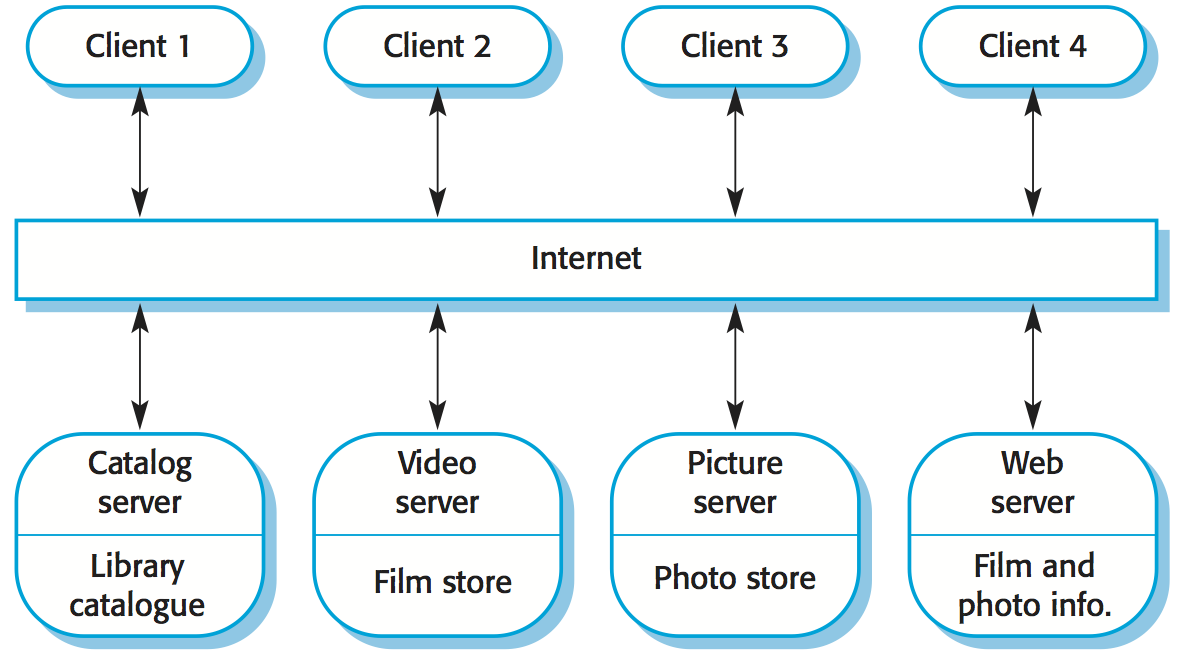 Client 1
Client 2
Client 3
Client 4
Internet
Catalog
server
Library
catalogue
Video
server
Film store
Picture
server
Photo store
Web
server
Film and
photo info.